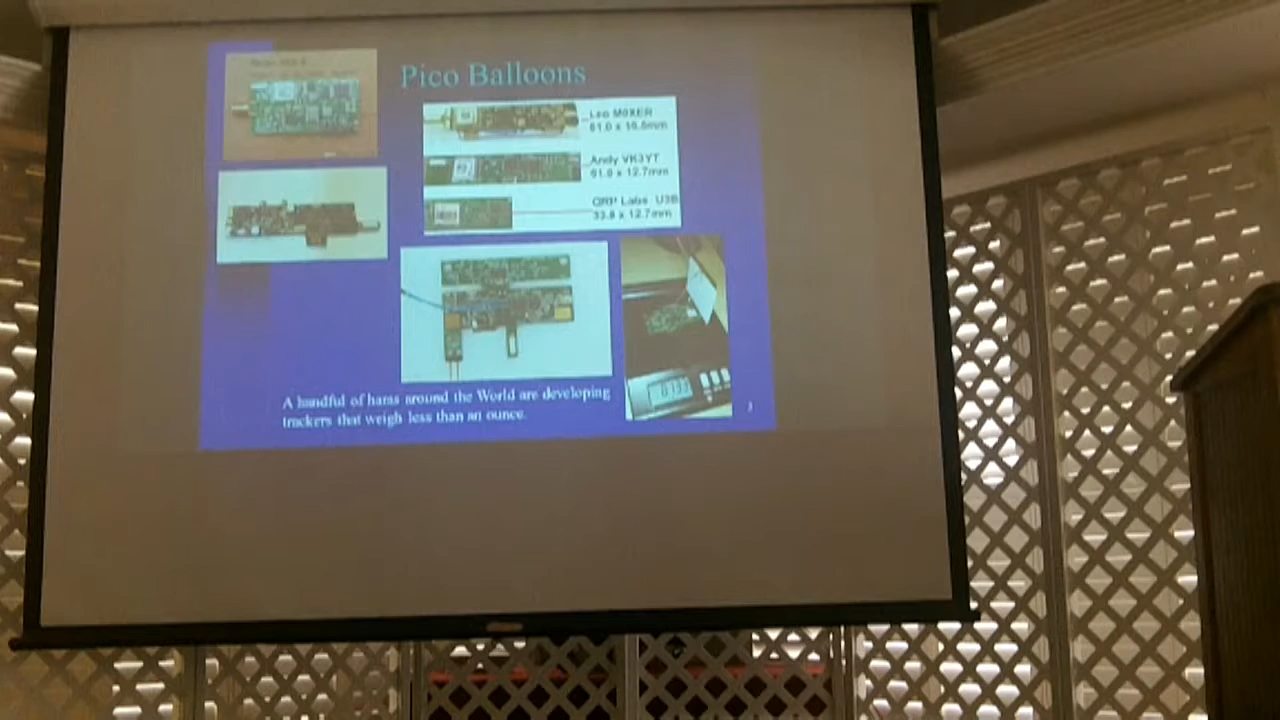 Pico Balloons
Leo M0XER
61.0 x 16.5mm
Andy VK3YT
61.0 x 12.7mm
QRP Labs U3B
33.8 x 12.7mm
A handful of hams around the World are developing
trackers that weigh less than an ounce.
3